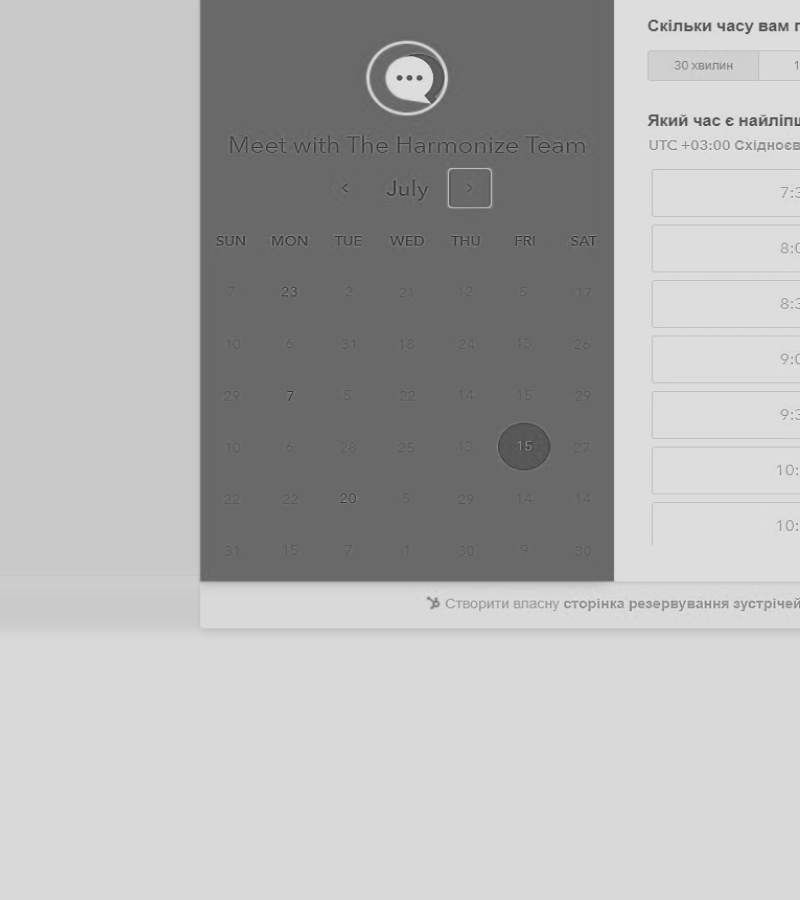 Meet with The Harmonize Team
July
SUN MON TUE WED THU FRI SAT
7 23 2 21 12 5 17
10 6 31 18 24 13 26
29 7 5 22 14 15 29
10 6 28 25 13 15 27
22 22 20 5 29 14 14
31 15 7 1 30 9 30
Скільки часу вам
30 хвилин
Який час є
UTC +03:00
7:3
8:0
8:3
9:0
9:3
10:
10:
Створити власну сторінка резервування зустрічей